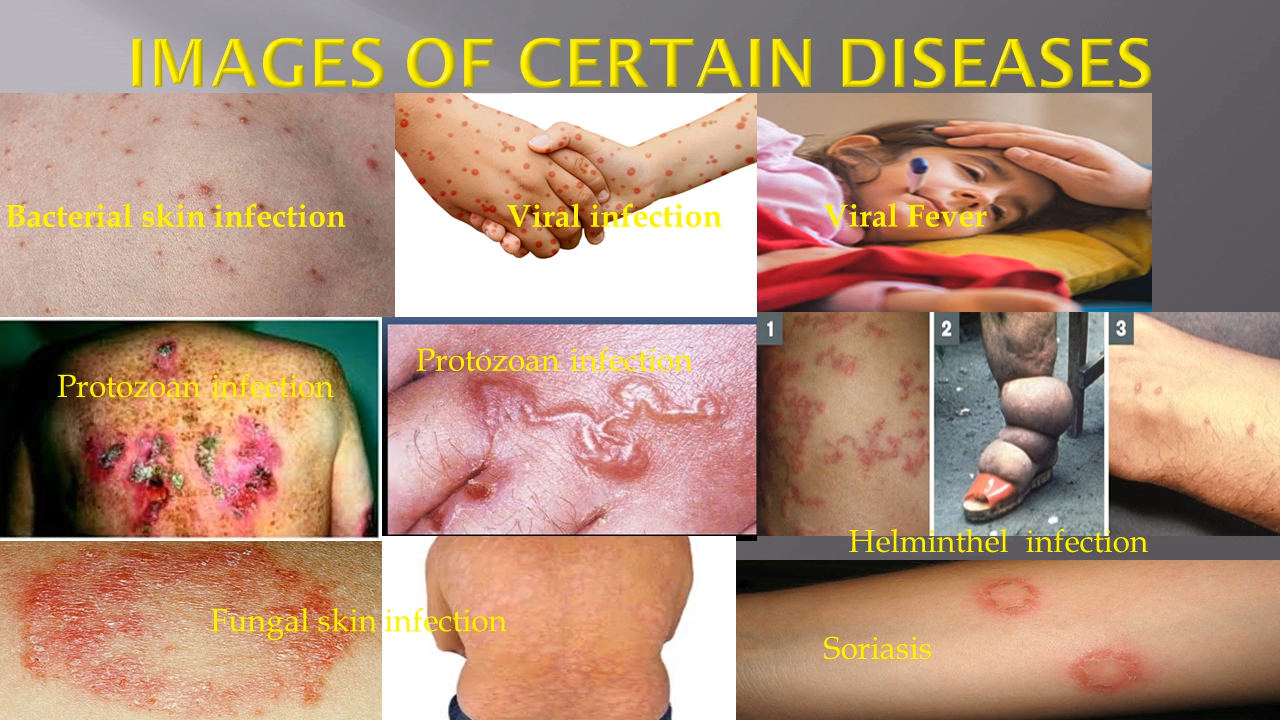 IMAGES OF CERTAIN DISEASES
Bacterial skin infection
Viral infection
Viral Fever
Protozoan infection
Protozoan infection
1
2
3
Helminthel infection
Fungal skin infection
Soriasis